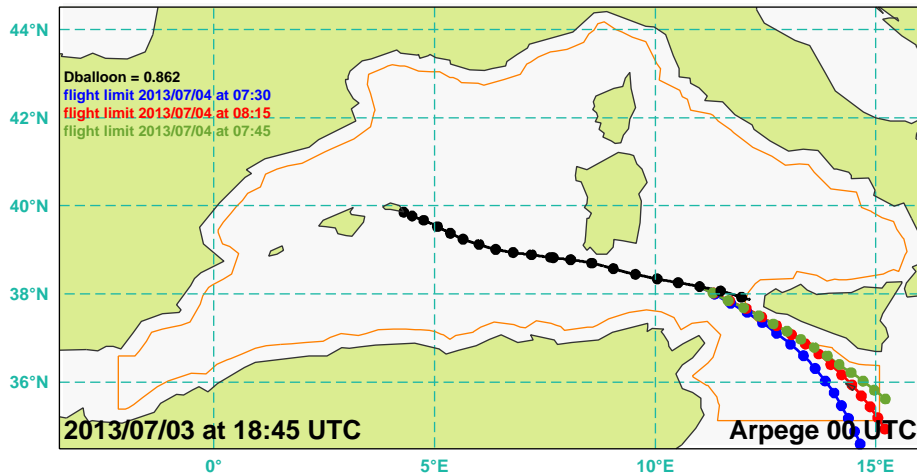 44°N
Dballoon = 0.862
flight limit 2013/07/04 at 07:30
flight limit 2013/07/04 at 08:15
flight limit 2013/07/04 at 07:45
42°N
40°N
38°N
36°N
2013/07/03 at 18:45 UTC
Arpege 00 UTC
0°
5°E
10°E
15°E